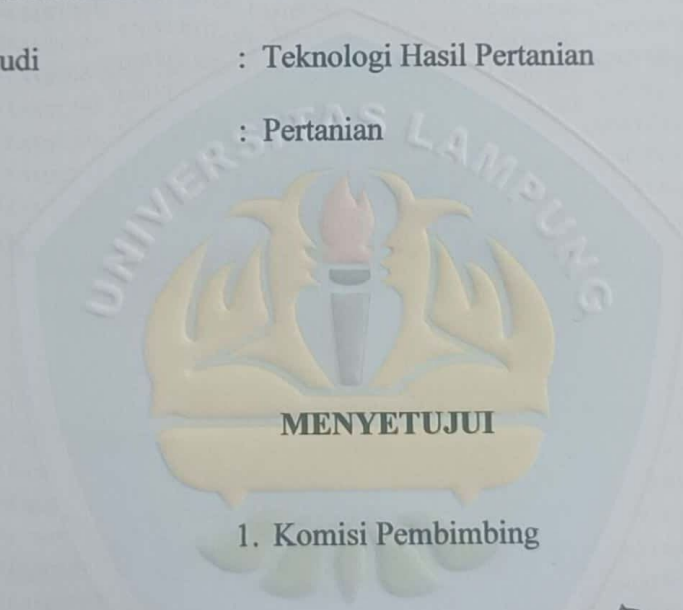 udi : Teknologi Hasil Pertanian
: Pertanian
UNIVERSITAS LAMPUNG
MENYETUJUI
1. Komisi Pembimbing